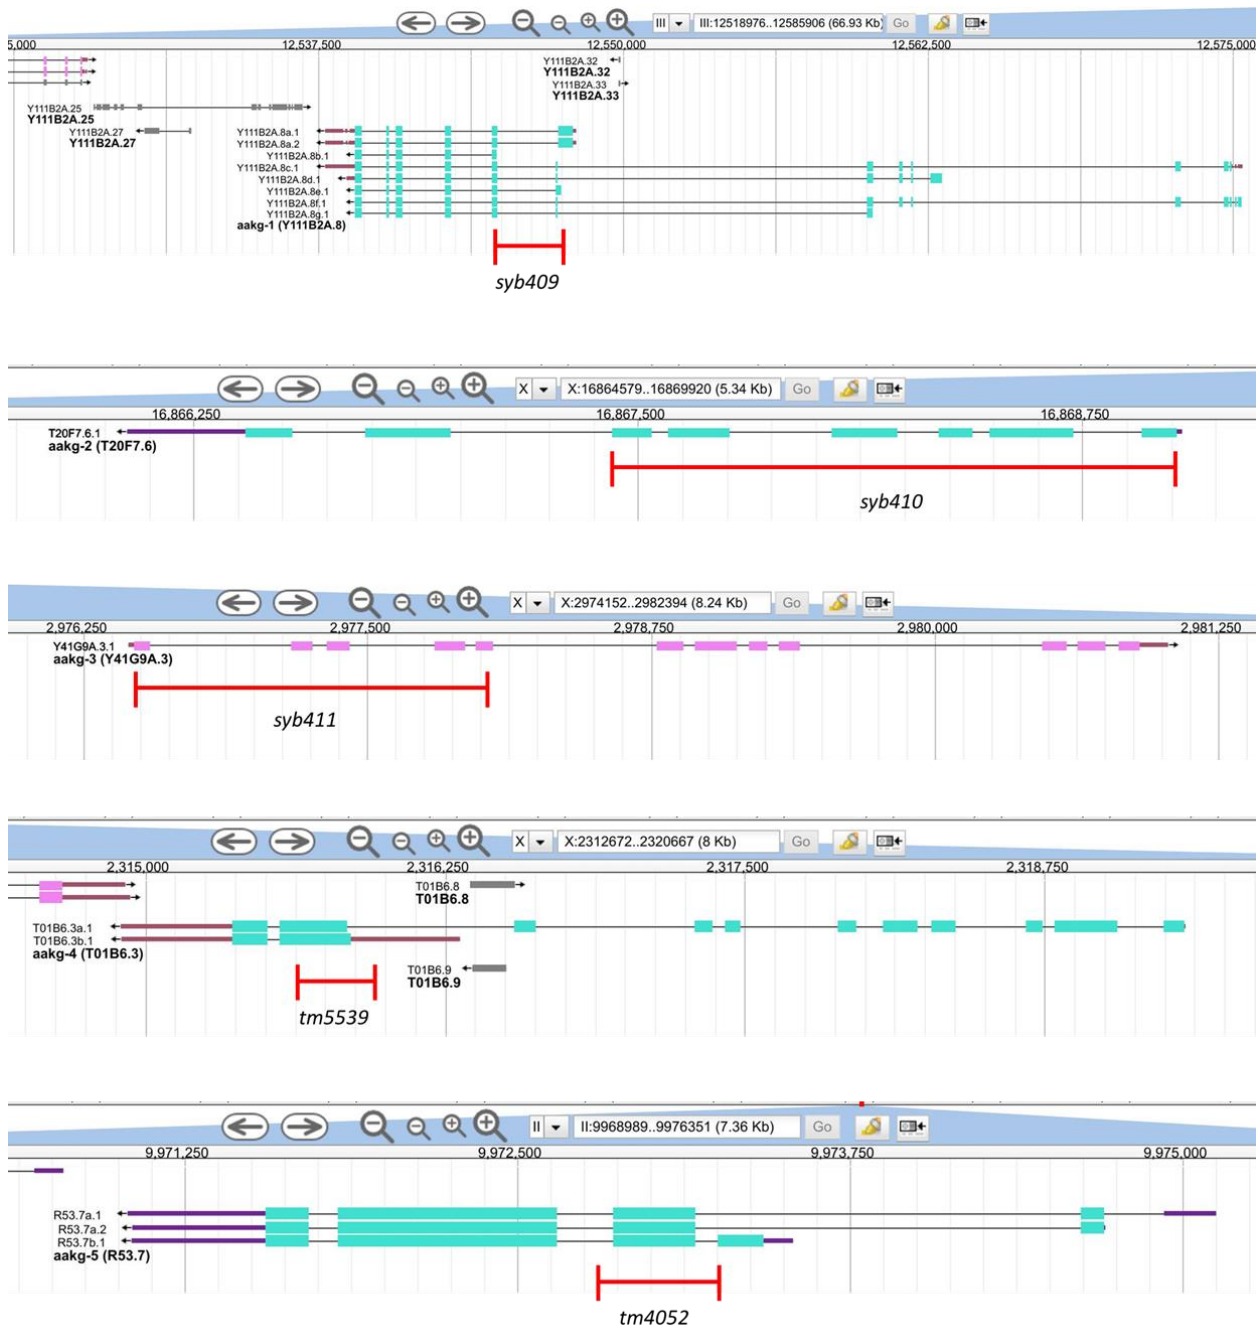 III III:12518976..12585906 (66.93 Kb) Go
5,000 12,537,500 12,550,000 12,562,500 12,575,000
Y111B2A.32
Y111B2A.32
Y111B2A.33
Y111B2A.33
Y111B2A.25
Y111B2A.25
Y111B2A.27
Y111B2A.27
Y111B2A.8a.1
Y111B2A.8a.2
Y111B2A.8b.1
Y111B2A.8c.1
Y111B2A.8d.1
Y111B2A.8e.1
Y111B2A.8f.1
Y111B2A.8g.1
aakg-1 (Y111B2A.8)
syb409
X X:16864579..16869920 (5.34 Kb) Go
16,866,250 16,867,500 16,868,750
T20F7.6.1
aakg-2 (T20F7.6)
syb410
X X:2974152..2982394 (8.24 Kb) Go
2,976,250 2,977,500 2,978,750 2,980,000 2,981,250
Y41G9A.3.1
aakg-3 (Y41G9A.3)
syb411
X X:2312672..2320667 (8 Kb) Go
2,315,000 2,316,250 2,317,500 2,318,750
T01B6.8
T01B6.8
T01B6.3a.1
T01B6.3b.1
aakg-4 (T01B6.3)
T01B6.9
T01B6.9
tm5539
II II:9968989..9976351 (7.36 Kb) Go
9,971,250 9,972,500 9,973,750 9,975,000
R53.7a.1
R53.7a.2
R53.7b.1
aakg-5 (R53.7)
tm4052